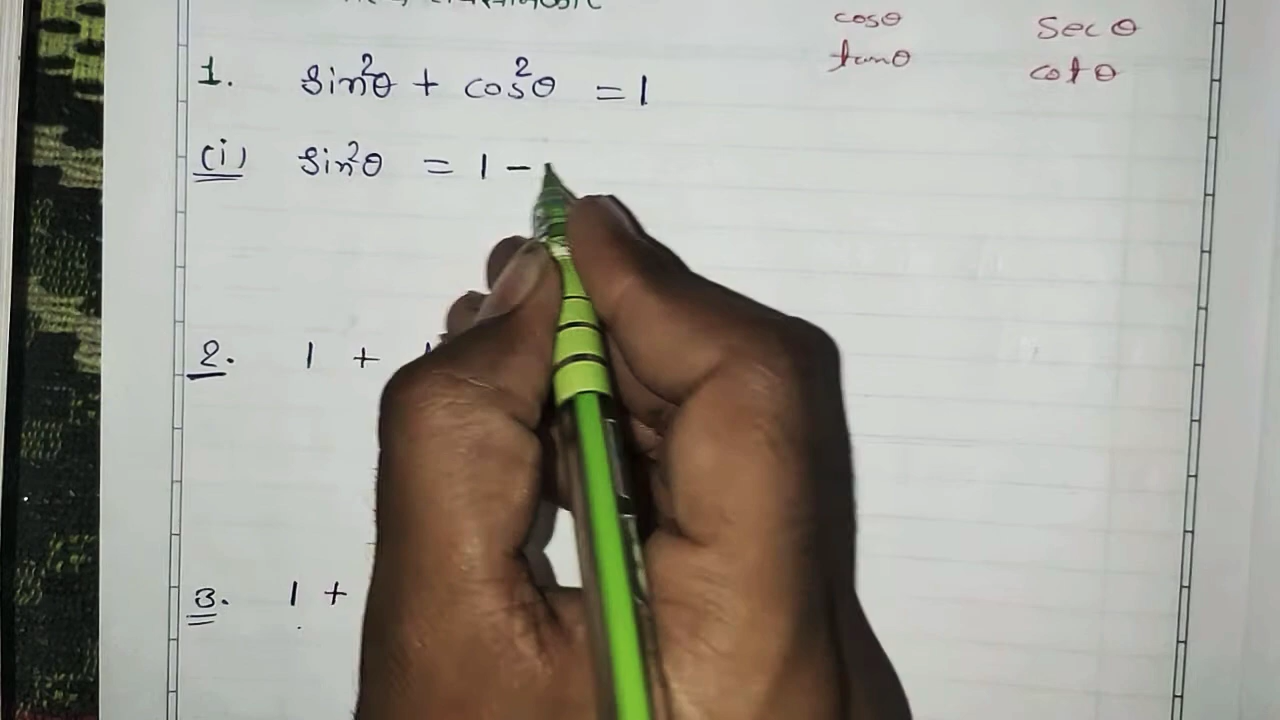 cosθ secθ
tanθ cotθ
1. sin²θ + cos²θ = 1
(i) sin²θ = 1 -
2. 1 +
3. 1 +